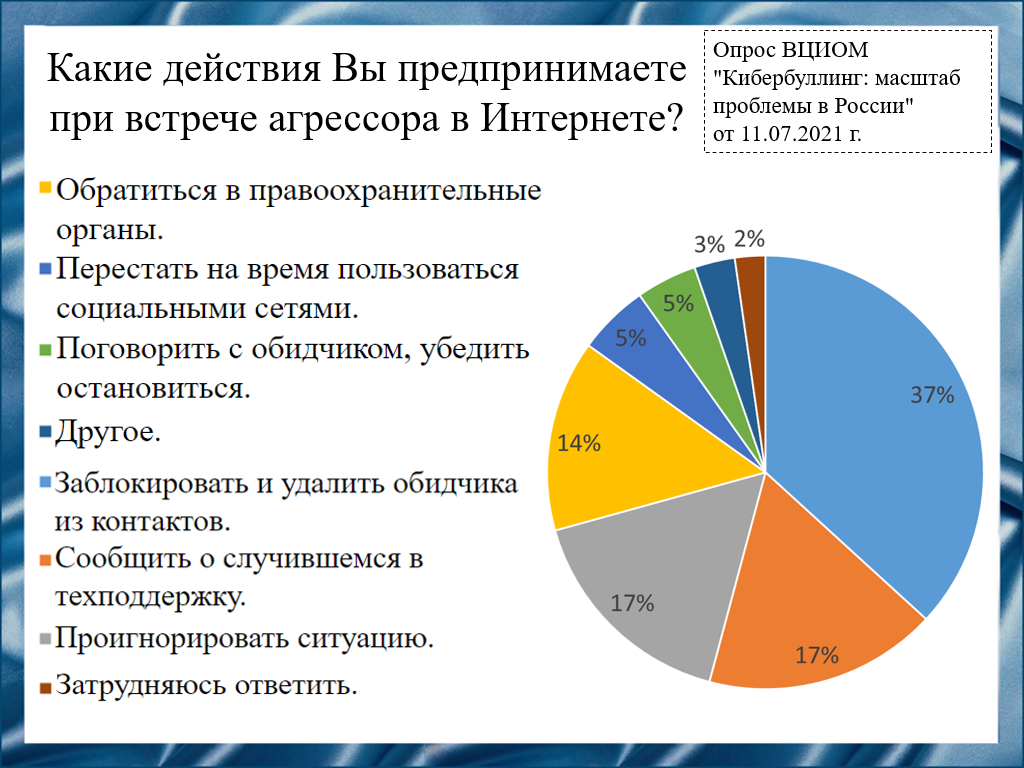 Какие действия Вы предпринимаете
при встрече агрессора в Интернете?
Опрос ВЦИОМ
"Кибербуллинг: масштаб
проблемы в России"
от 11.07.2021 г.
Обратиться в правоохранительные
органы.
Перестать на время пользоваться
социальными сетями.
Поговорить с обидчиком, убедить
остановиться.
Другое.
Заблокировать и удалить обидчика
из контактов.
Сообщить о случившемся в
техподдержку.
Проигнорировать ситуацию.
Затрудняюсь ответить.
3%
2%
5%
5%
37%
14%
17%
17%